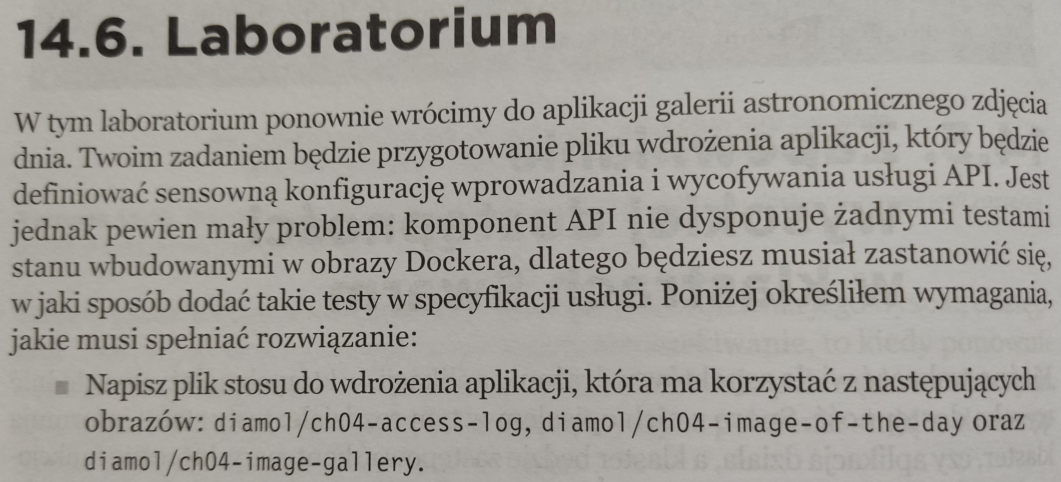 14.6. Laboratorium
W tym laboratorium ponownie wrócimy do aplikacji galerii astronomicznego zdjęcia
dnia. Twoim zadaniem będzie przygotowanie pliku wdrożenia aplikacji, który będzie
definiować sensowną konfigurację wprowadzania i wycofywania usługi API. Jest
jednak pewien mały problem: komponent API nie dysponuje żadnymi testami
stanu wbudowanymi w obrazy Dockera, dlatego będziesz musiał zastanowić się,
w jaki sposób dodać takie testy w specyfikacji usługi. Poniżej określiłem wymagania,
jakie musi spełniać rozwiązanie:
■ Napisz plik stosu do wdrożenia aplikacji, która ma korzystać z następujących
obrazów: diamol/ch04-access-log, diamol/ch04-image-of-the-day oraz
diamol/ch04-image-gallery.